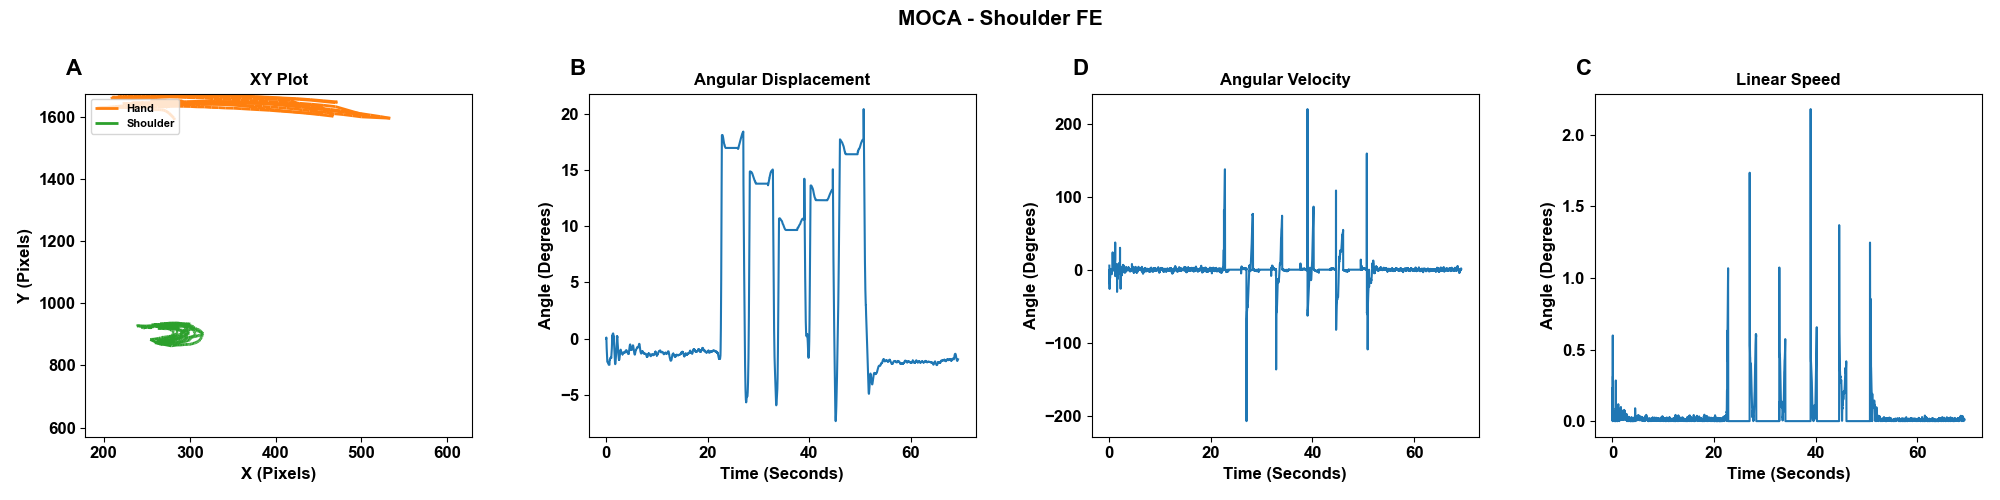 MOCA - Shoulder FE
A
XY Plot
Hand
Shoulder
1600
1400
1200
1000
800
600
Y (Pixels)
200 300 400 500 600
X (Pixels)
B
Angular Displacement
20
15
10
5
0
−5
Angle (Degrees)
0 20 40 60
Time (Seconds)
D
Angular Velocity
200
100
0
−100
−200
Angle (Degrees)
0 20 40 60
Time (Seconds)
C
Linear Speed
2.0
1.5
1.0
0.5
0.0
Angle (Degrees)
0 20 40 60
Time (Seconds)